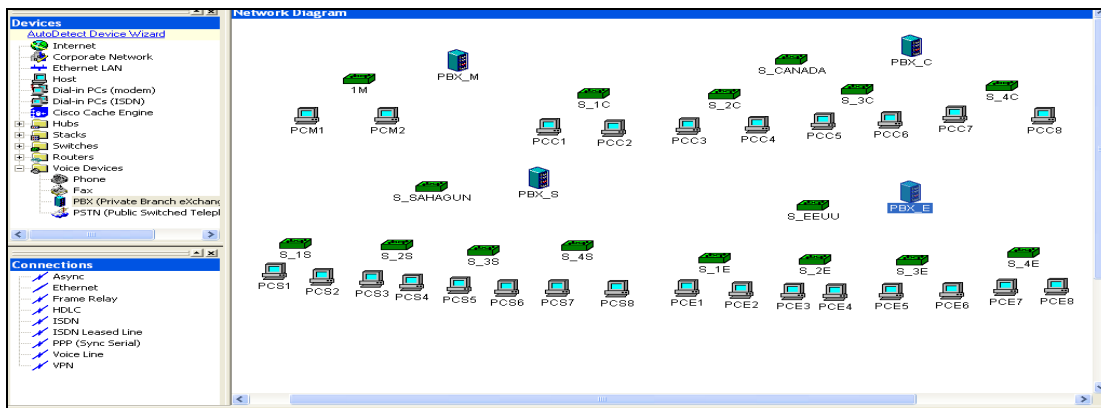 Devices
AutoDetect Device Wizard
Internet
Corporate Network
Ethernet LAN
Host
Dial-in PCs (modem)
Dial-in PCs (ISDN)
Cisco Cache Engine
Hubs
Stacks
Switches
Routers
Voice Devices
Phone
Fax
PBX (Private Branch eXchang
PSTN (Public Switched Telepl
Connections
Async
Ethernet
Frame Relay
HDLC
ISDN
ISDN Leased Line
PPP (Sync Serial)
Voice Line
VPN
Network Diagram
PBX_M
S_CANADA
PBX_C
1M
S_1C
S_2C
S_3C
S_4C
PCM1
PCM2
PCC1
PCC2
PCC3
PCC4
PCC5
PCC6
PCC7
PCC8
S_SAHAGUN
PBX_S
S_EEUU
PBX_E
S_1S
S_2S
S_3S
S_4S
S_1E
S_2E
S_3E
S_4E
PCS1
PCS2
PCS3
PCS4
PCS5
PCS6
PCS7
PCS8
PCE1
PCE2
PCE3
PCE4
PCE5
PCE6
PCE7
PCE8